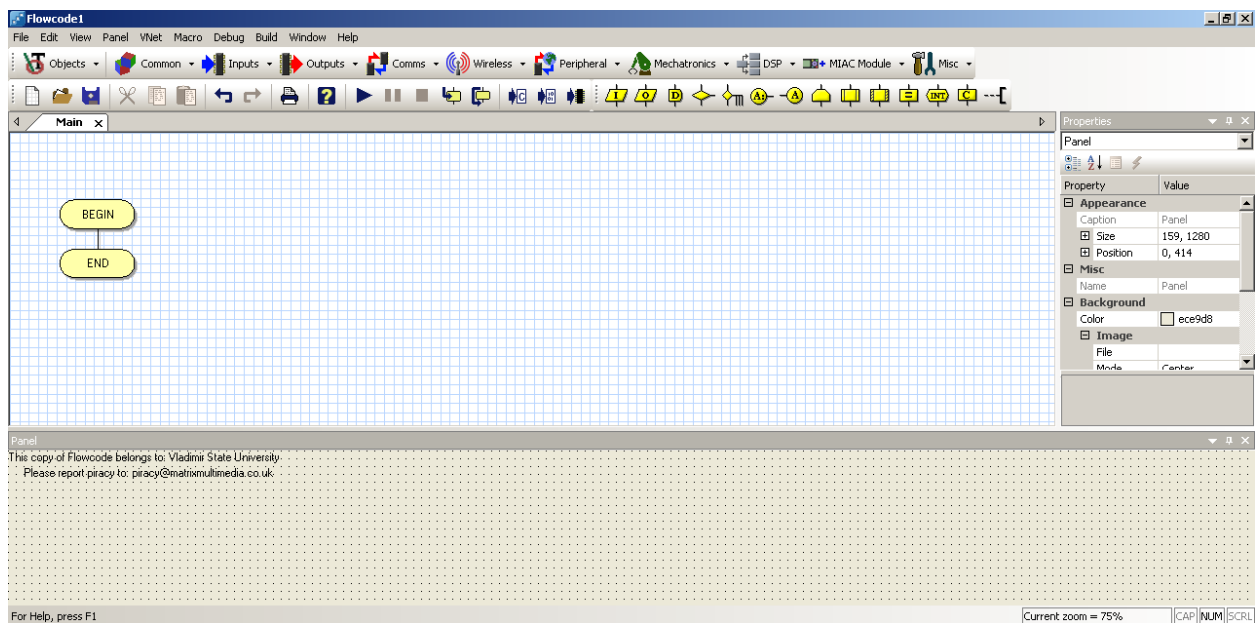 Flowcode1
File Edit View Panel VNet Macro Debug Build Window Help
Objects Common Inputs Outputs Comms Wireless Peripheral Mechatronics DSP MIAC Module Misc
I O D A: A INT C
Main x
BEGIN
END
Properties
Panel
Property Value
Appearance
Caption Panel
Size 159, 1280
Position 0, 414
Misc
Name Panel
Background
Color ece9d8
Image
File
Mode Center
Panel
This copy of Flowcode belongs to: Vladimir State University
Please report piracy to: piracy@matrixmultimedia.co.uk
For Help, press F1
Current zoom = 75% CAP NUM SCRL